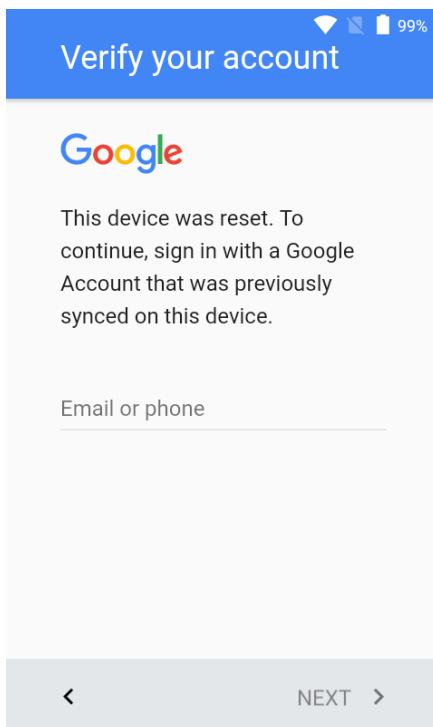 99%
Verify your account
Google
This device was reset. To
continue, sign in with a Google
Account that was previously
synced on this device.
Email or phone
NEXT